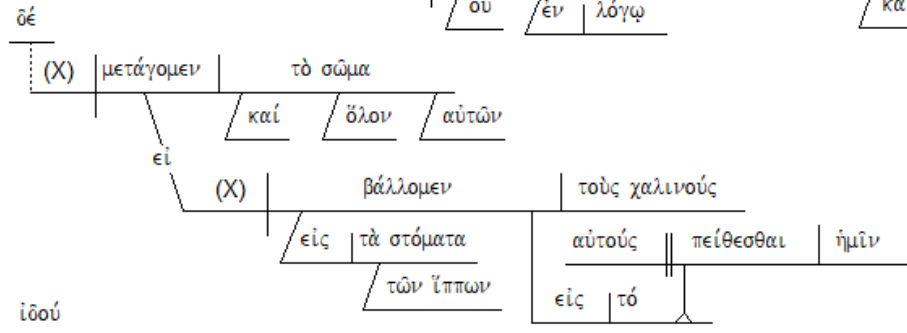 οὐ ἐν λόγῳ κα
δέ
(X) μετάγομεν τὸ σῶμα
καί ὅλον αὐτῶν
εἰ
(X) βάλλομεν τοὺς χαλινούς
εἰς τὰ στόματα αὐτούς πείθεσθαι ἡμῖν
τῶν ἵππων εἰς τό
ἰδού